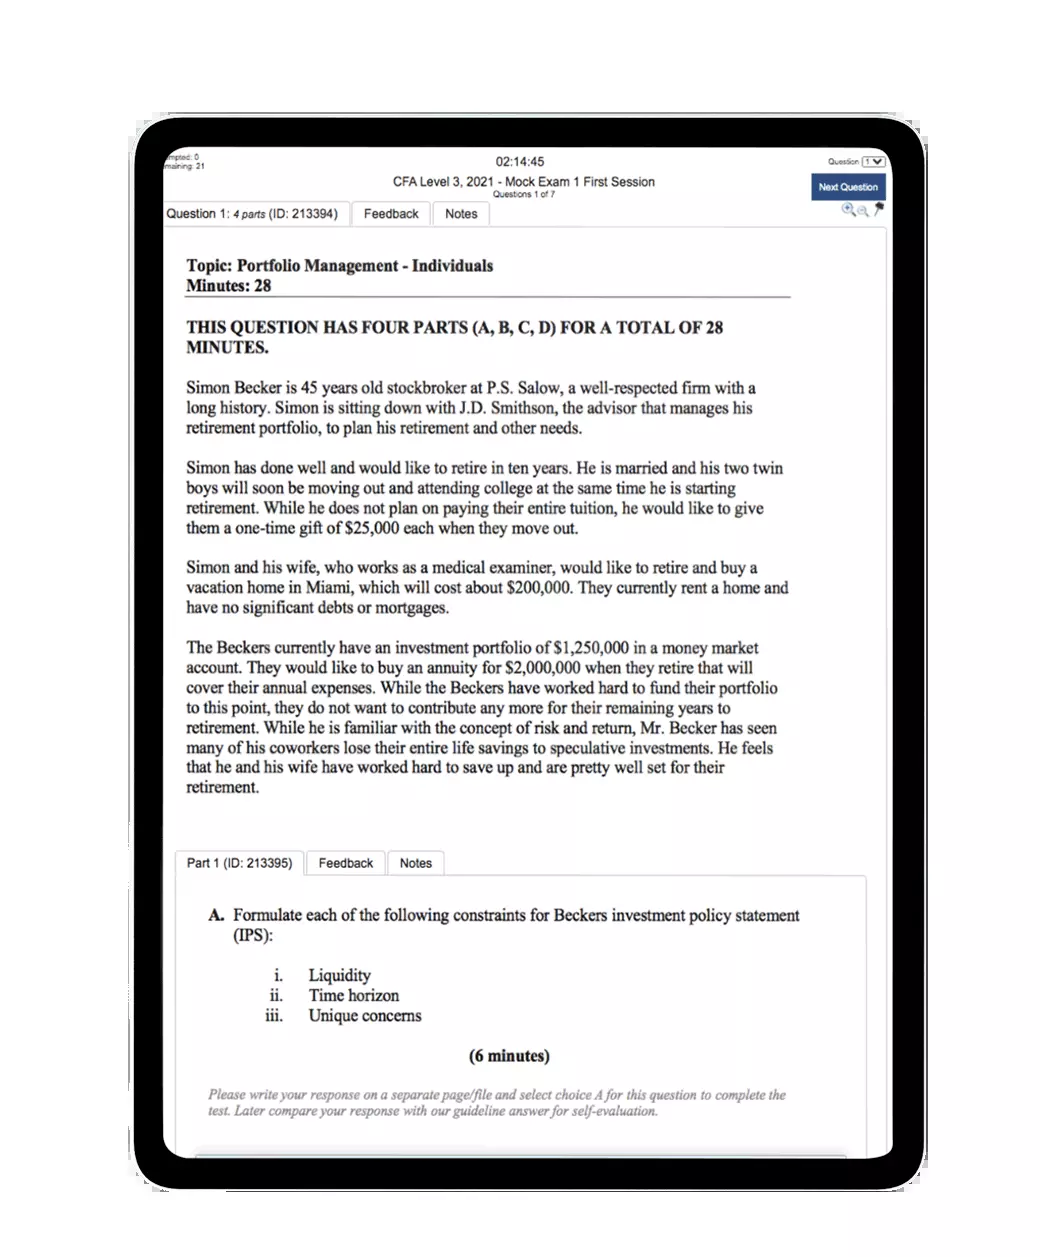 mpted: 0
maining: 21
02:14:45
Question 1
CFA Level 3, 2021 - Mock Exam 1 First Session
Questions 1 of 7
Next Question
Question 1: 4 parts (ID: 213394)
Feedback
Notes
Topic: Portfolio Management - Individuals
Minutes: 28
THIS QUESTION HAS FOUR PARTS (A, B, C, D) FOR A TOTAL OF 28
MINUTES.
Simon Becker is 45 years old stockbroker at P.S. Salow, a well-respected firm with a
long history. Simon is sitting down with J.D. Smithson, the advisor that manages his
retirement portfolio, to plan his retirement and other needs.
Simon has done well and would like to retire in ten years. He is married and his two twin
boys will soon be moving out and attending college at the same time he is starting
retirement. While he does not plan on paying their entire tuition, he would like to give
them a one-time gift of $25,000 each when they move out.
Simon and his wife, who works as a medical examiner, would like to retire and buy a
vacation home in Miami, which will cost about $200,000. They currently rent a home and
have no significant debts or mortgages.
The Beckers currently have an investment portfolio of $1,250,000 in a money market
account. They would like to buy an annuity for $2,000,000 when they retire that will
cover their annual expenses. While the Beckers have worked hard to fund their portfolio
to this point, they do not want to contribute any more for their remaining years to
retirement. While he is familiar with the concept of risk and return, Mr. Becker has seen
many of his coworkers lose their entire life savings to speculative investments. He feels
that he and his wife have worked hard to save up and are pretty well set for their
retirement.
Part 1 (ID: 213395)
Feedback
Notes
A. Formulate each of the following constraints for Beckers investment policy statement
(IPS):
i. Liquidity
ii. Time horizon
iii. Unique concerns
(6 minutes)
Please write your response on a separate page/file and select choice A for this question to complete the
test. Later compare your response with our guideline answer for self-evaluation.